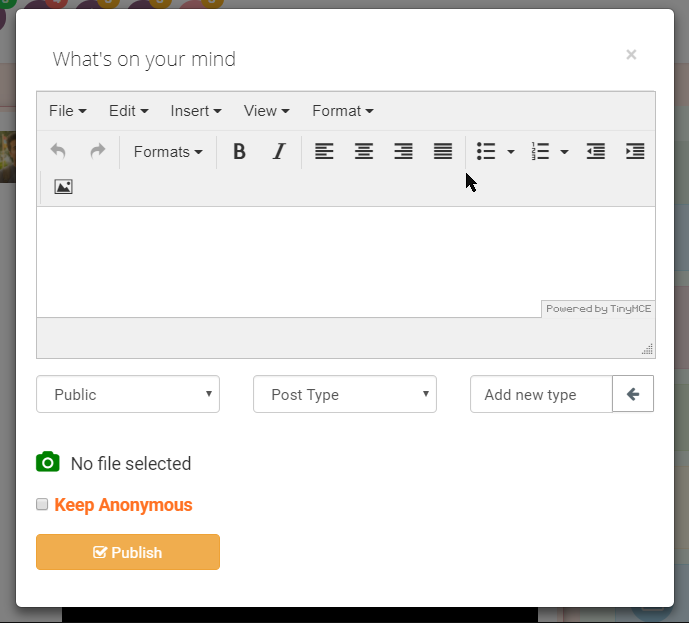 What's on your mind
×
File Edit Insert View Format
Formats B I
Powered by TinyMCE
Public Post Type Add new type
No file selected
Keep Anonymous
Publish